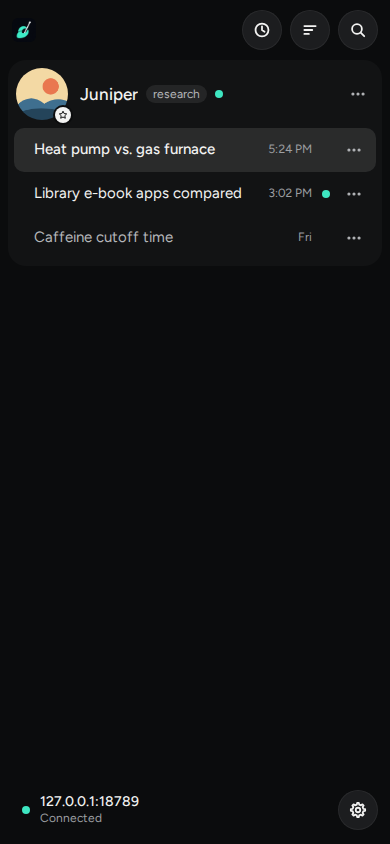 Juniper research
Heat pump vs. gas furnace 5:24 PM
Library e-book apps compared 3:02 PM
Caffeine cutoff time Fri
127.0.0.1:18789
Connected